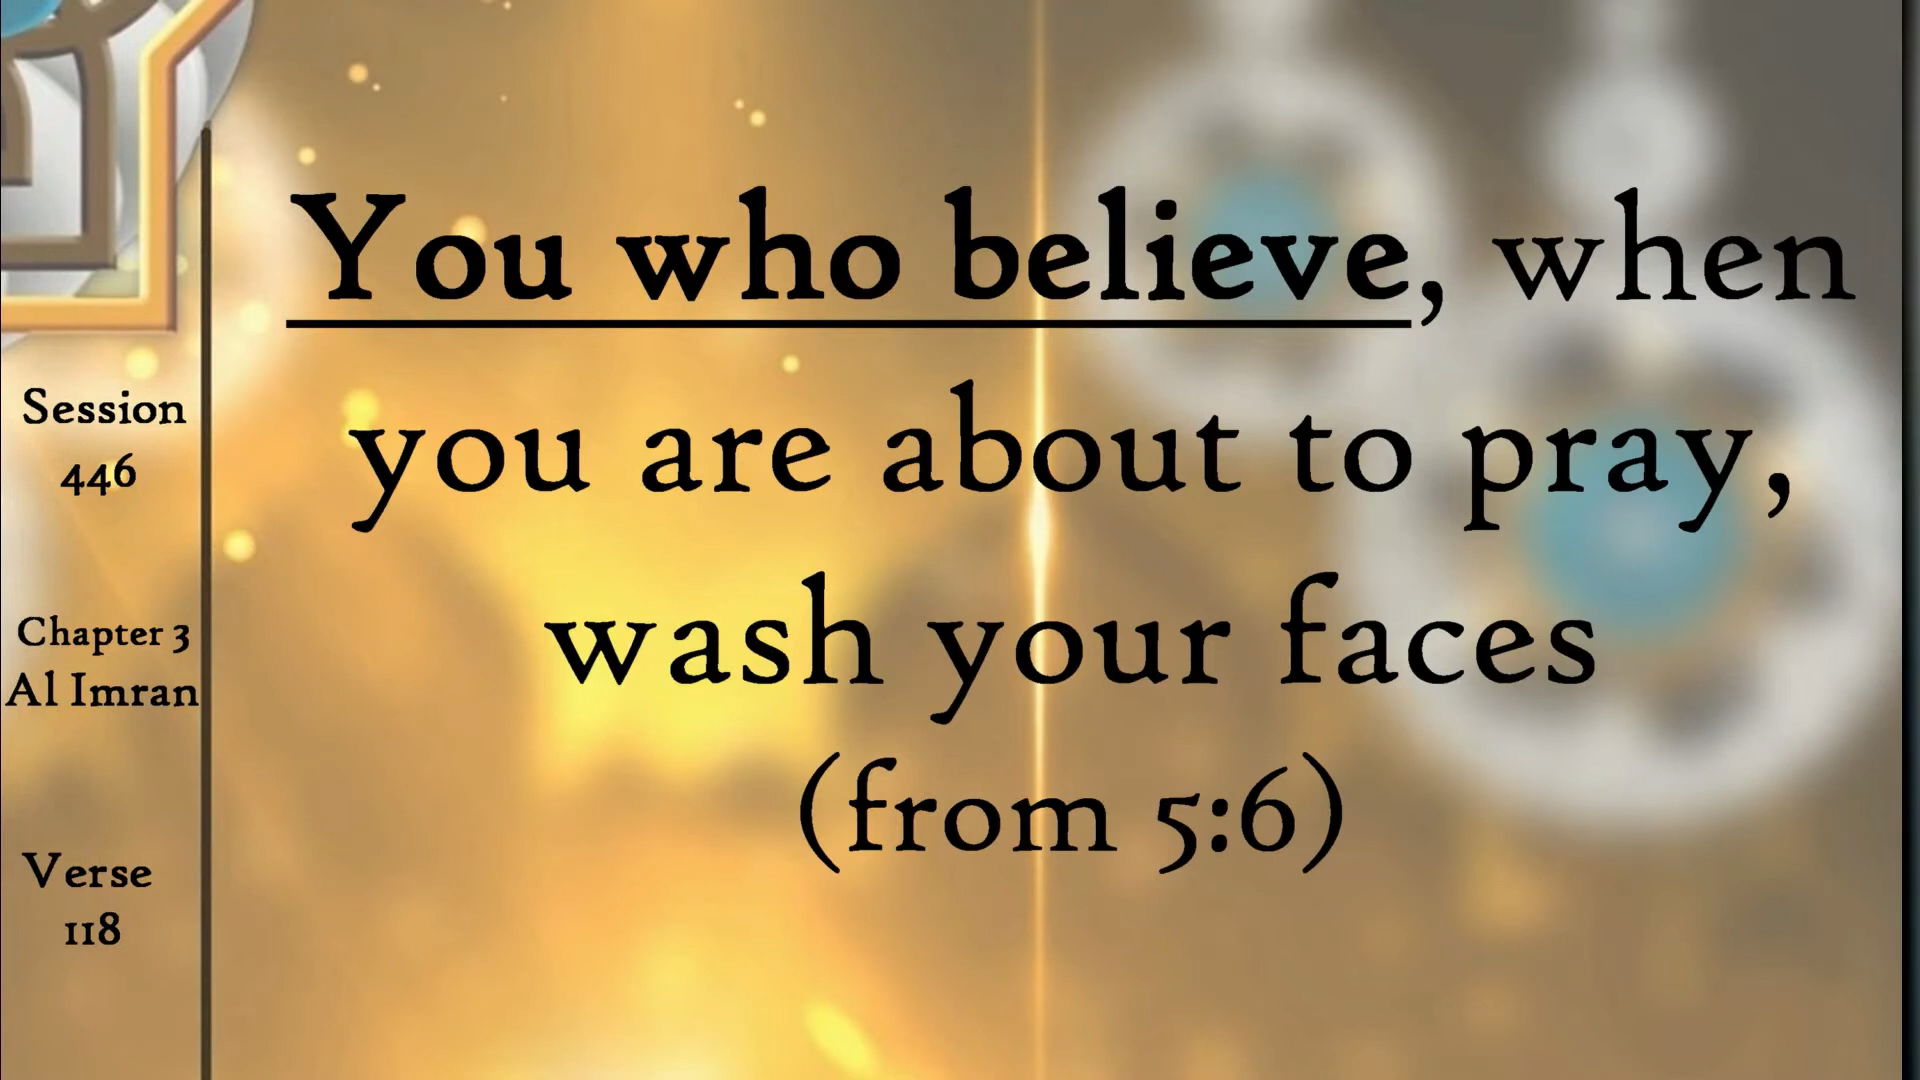 Session
446
Chapter 3
Al Imran
Verse
118
You who believe, when
you are about to pray,
wash your faces
(from 5:6)